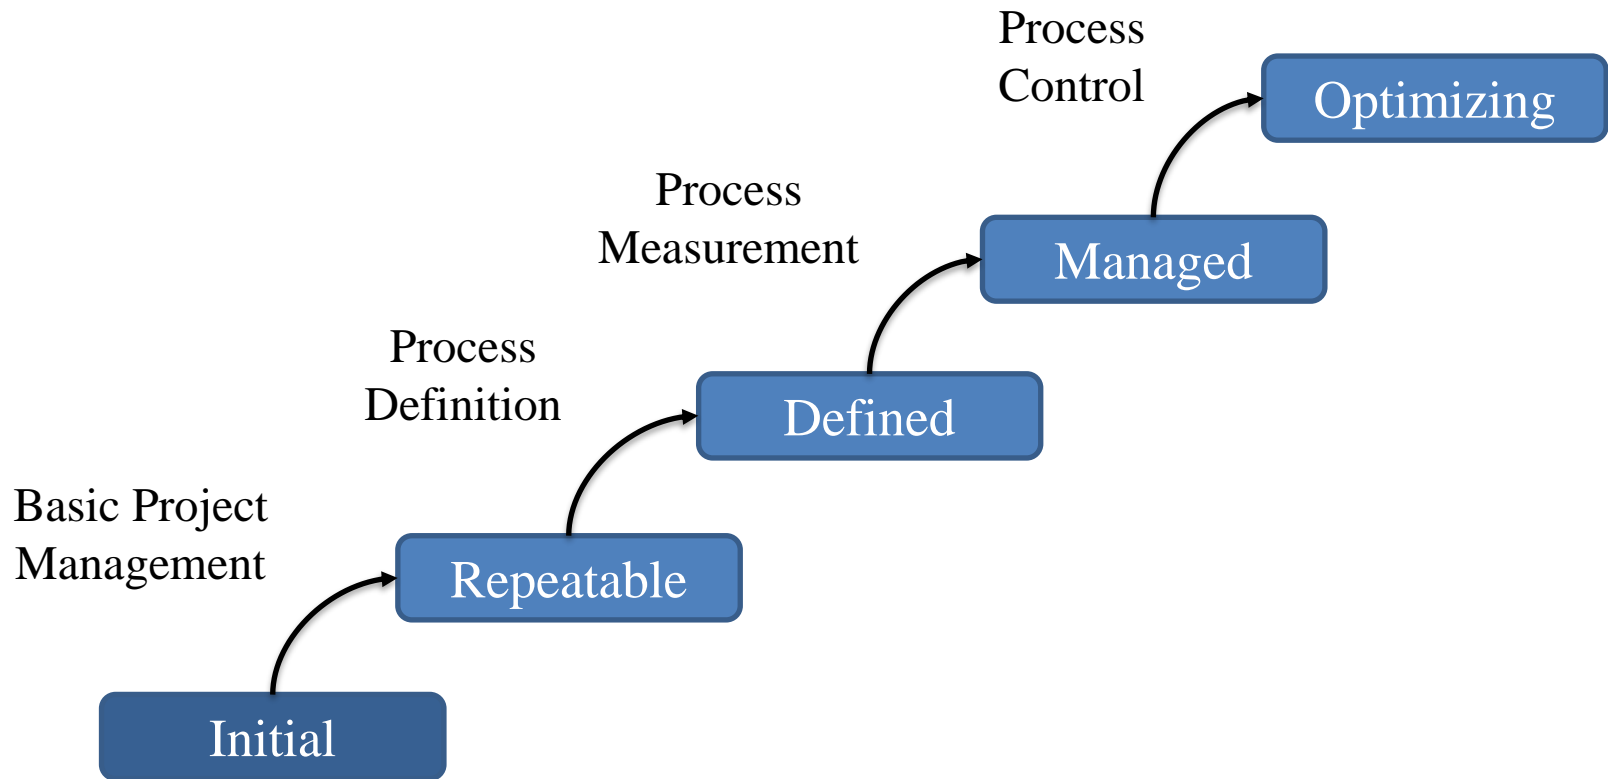 Process
Control
Optimizing
Process
Measurement
Managed
Process
Definition
Defined
Basic Project
Management
Repeatable
Initial